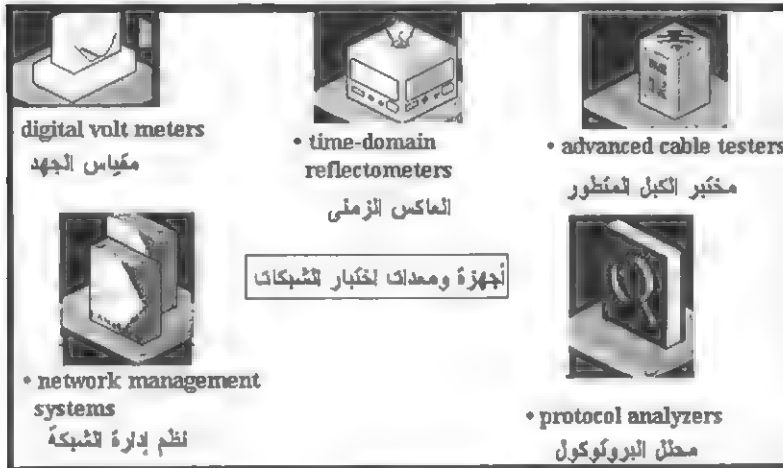 digital volt meters
مقياس الجهد
• time-domain
reflectometers
العاكس الزمنى
• advanced cable testers
مختبر الكبل المتطور
أجهزة ومعدات اختبار الشبكات
• network management
systems
نظم إدارة الشبكة
• protocol analyzers
محلل البروتوكول